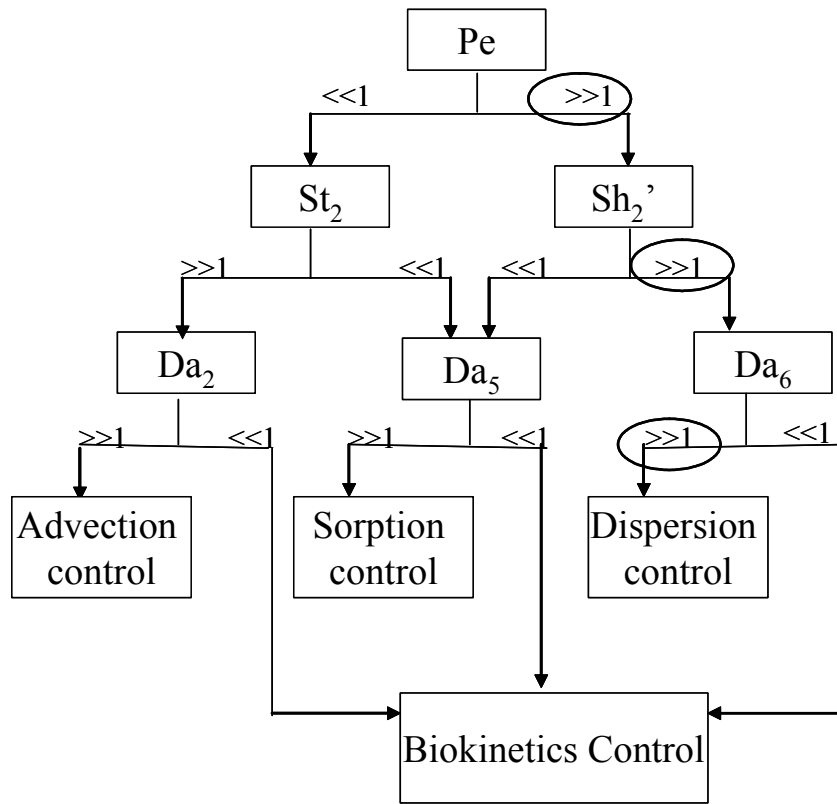 Pe
<<1 >>1
St₂ Sh₂’
>>1 <<1 <<1 >>1
Da₂ Da₅ Da₆
>>1 <<1 >>1 <<1 >>1 <<1
Advection Sorption Dispersion
control control control
Biokinetics Control